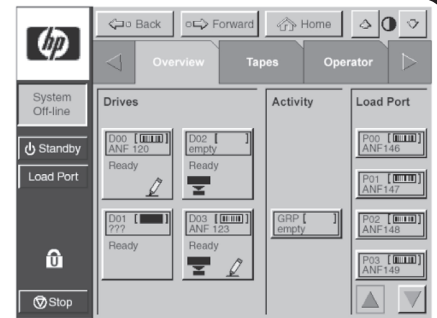 hp
Back
Forward
Home
Overview
Tapes
Operator
System
Off-line
Standby
Load Port
Stop
Drives
D00 [ ]
ANF 120
Ready
D02 [ ]
empty
Ready
D01 [ ]
???
Ready
D03 [ ]
ANF 123
Ready
Activity
GRP [ ]
empty
Load Port
P00 [ ]
ANF146
P01 [ ]
ANF147
P02 [ ]
ANF148
P03 [ ]
ANF149